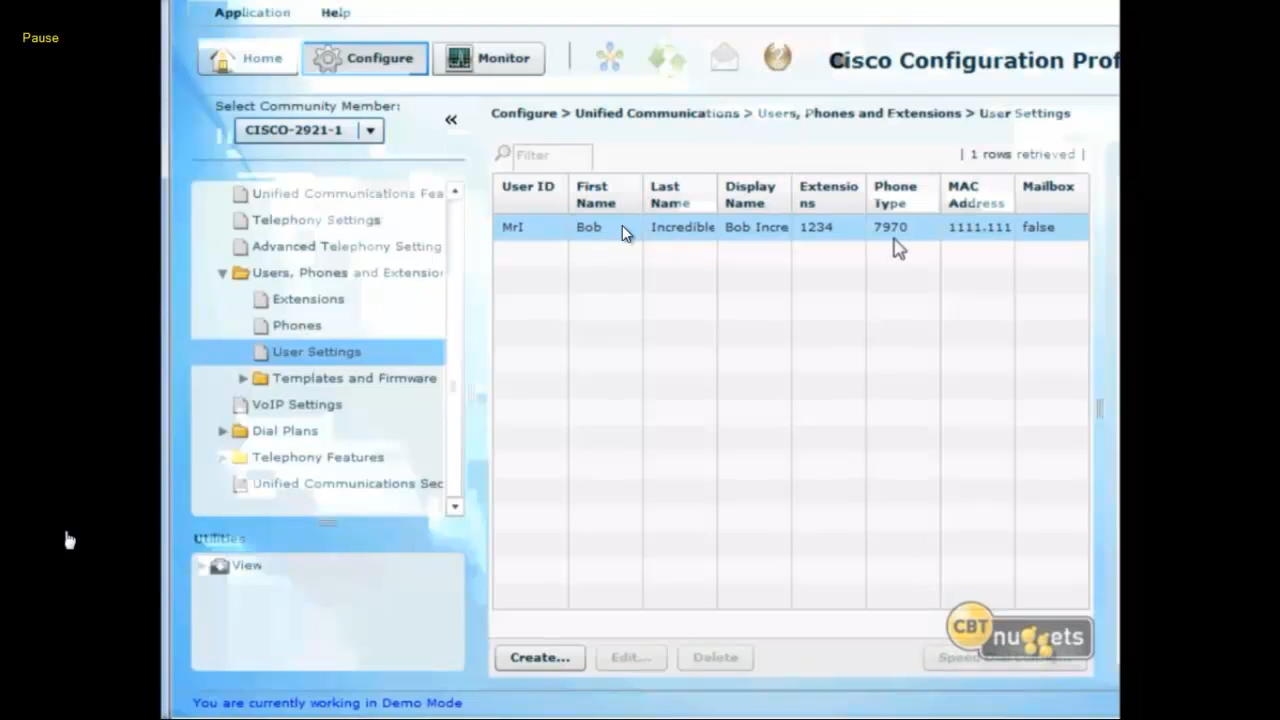 Pause
Application Help
Home Configure Monitor
Cisco Configuration Prof
Select Community Member:
CISCO-2921-1
«
Configure > Unified Communications > Users, Phones and Extensions > User Settings
Filter
| 1 rows retrieved |
User ID First Name Last Name Display Name Extensio ns Phone Type MAC Address Mailbox
MrI Bob Incredible Bob Incre 1234 7970 1111.111 false
Unified Communications Fea
Telephony Settings
Advanced Telephony Setting
Users, Phones and Extension
Extensions
Phones
User Settings
Templates and Firmware
VoIP Settings
Dial Plans
Telephony Features
Unified Communications Sec
Utilities
View
Create... Edit... Delete Speed Dial
CBT nuggets
You are currently working in Demo Mode